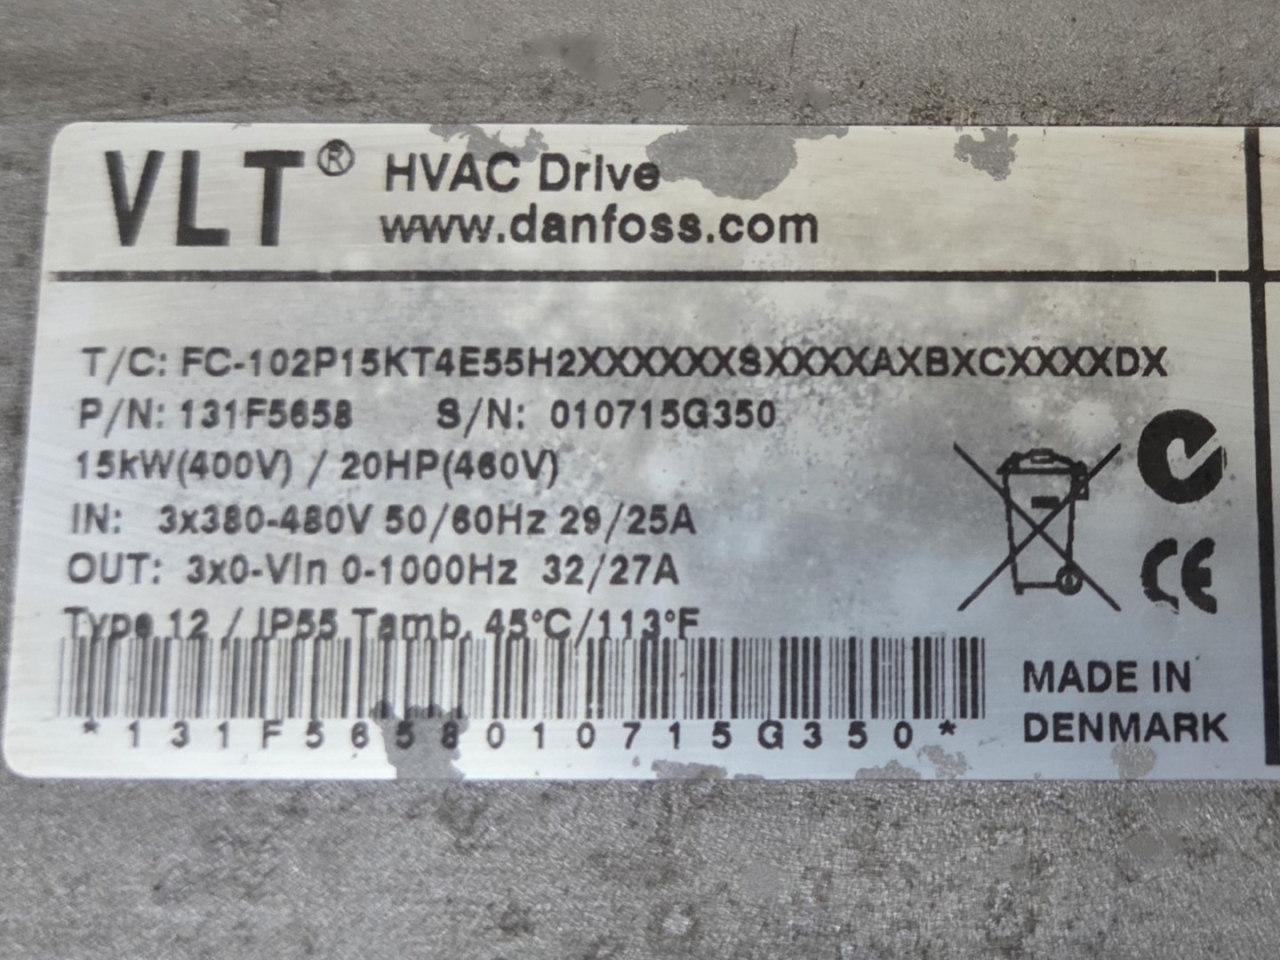 VLT® HVAC Drive
www.danfoss.com
T/C: FC-102P15KT4E55H2XXXXXXSXXXXAXBXCXXXXDX
P/N: 131F5658 S/N: 010715G350
15kW(400V) / 20HP(460V)
IN: 3x380-480V 50/60Hz 29/25A
OUT: 3x0-Vin 0-1000Hz 32/27A
Type 12 / IP55 Tamb. 45°C/113°F
*131F5658010715G350*
CE
MADE IN
DENMARK